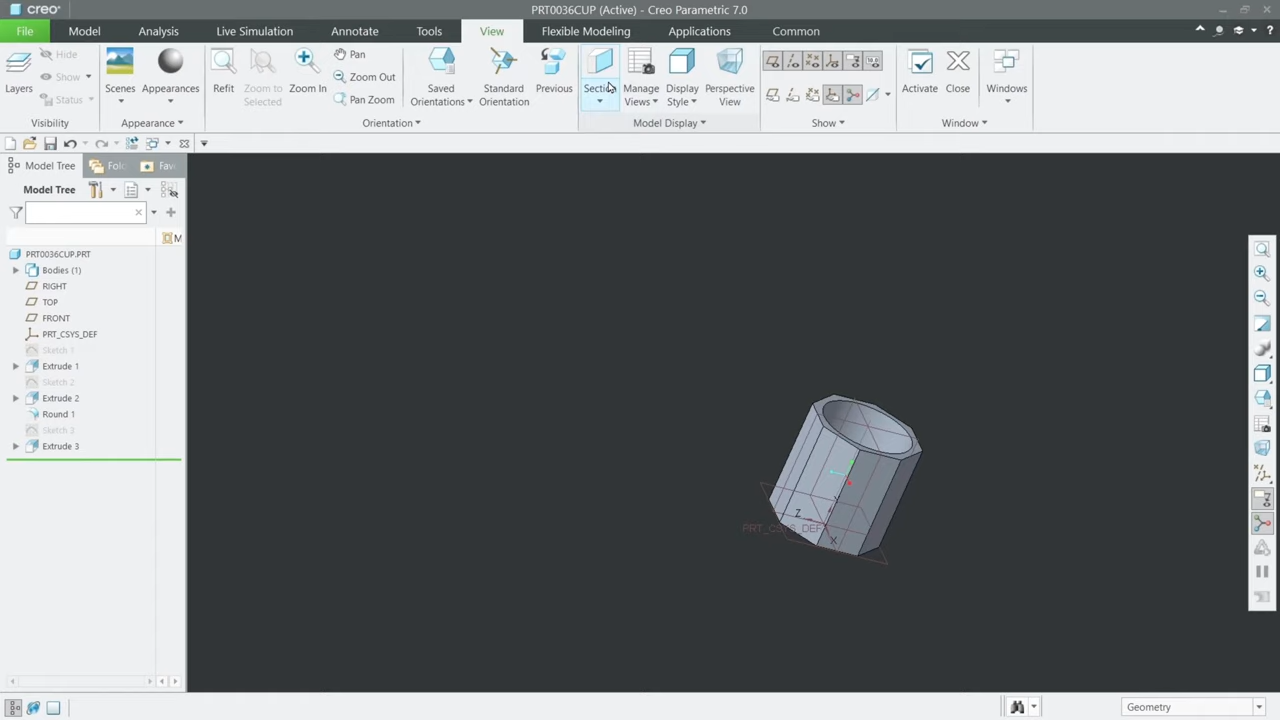 creo®
PRT0036CUP (Active) - Creo Parametric 7.0
File Model Analysis Live Simulation Annotate Tools View Flexible Modeling Applications Common
Layers
Hide
Show
Status
Visibility
Scenes
Appearances
Appearance
Refit
Zoom to Selected
Zoom In
Pan
Zoom Out
Pan Zoom
Saved Orientations
Standard Orientation
Previous
Orientation
Section
Manage Views
Display Style
Perspective View
Model Display
Show
Activate
Close
Windows
Window
Model Tree
Fol
Fav
Model Tree
M
PRT0036CUP.PRT
Bodies (1)
RIGHT
TOP
FRONT
PRT_CSYS_DEF
Sketch 1
Extrude 1
Sketch 2
Extrude 2
Round 1
Sketch 3
Extrude 3
Y
Z
PRT_CSYS_DEF
X
Geometry